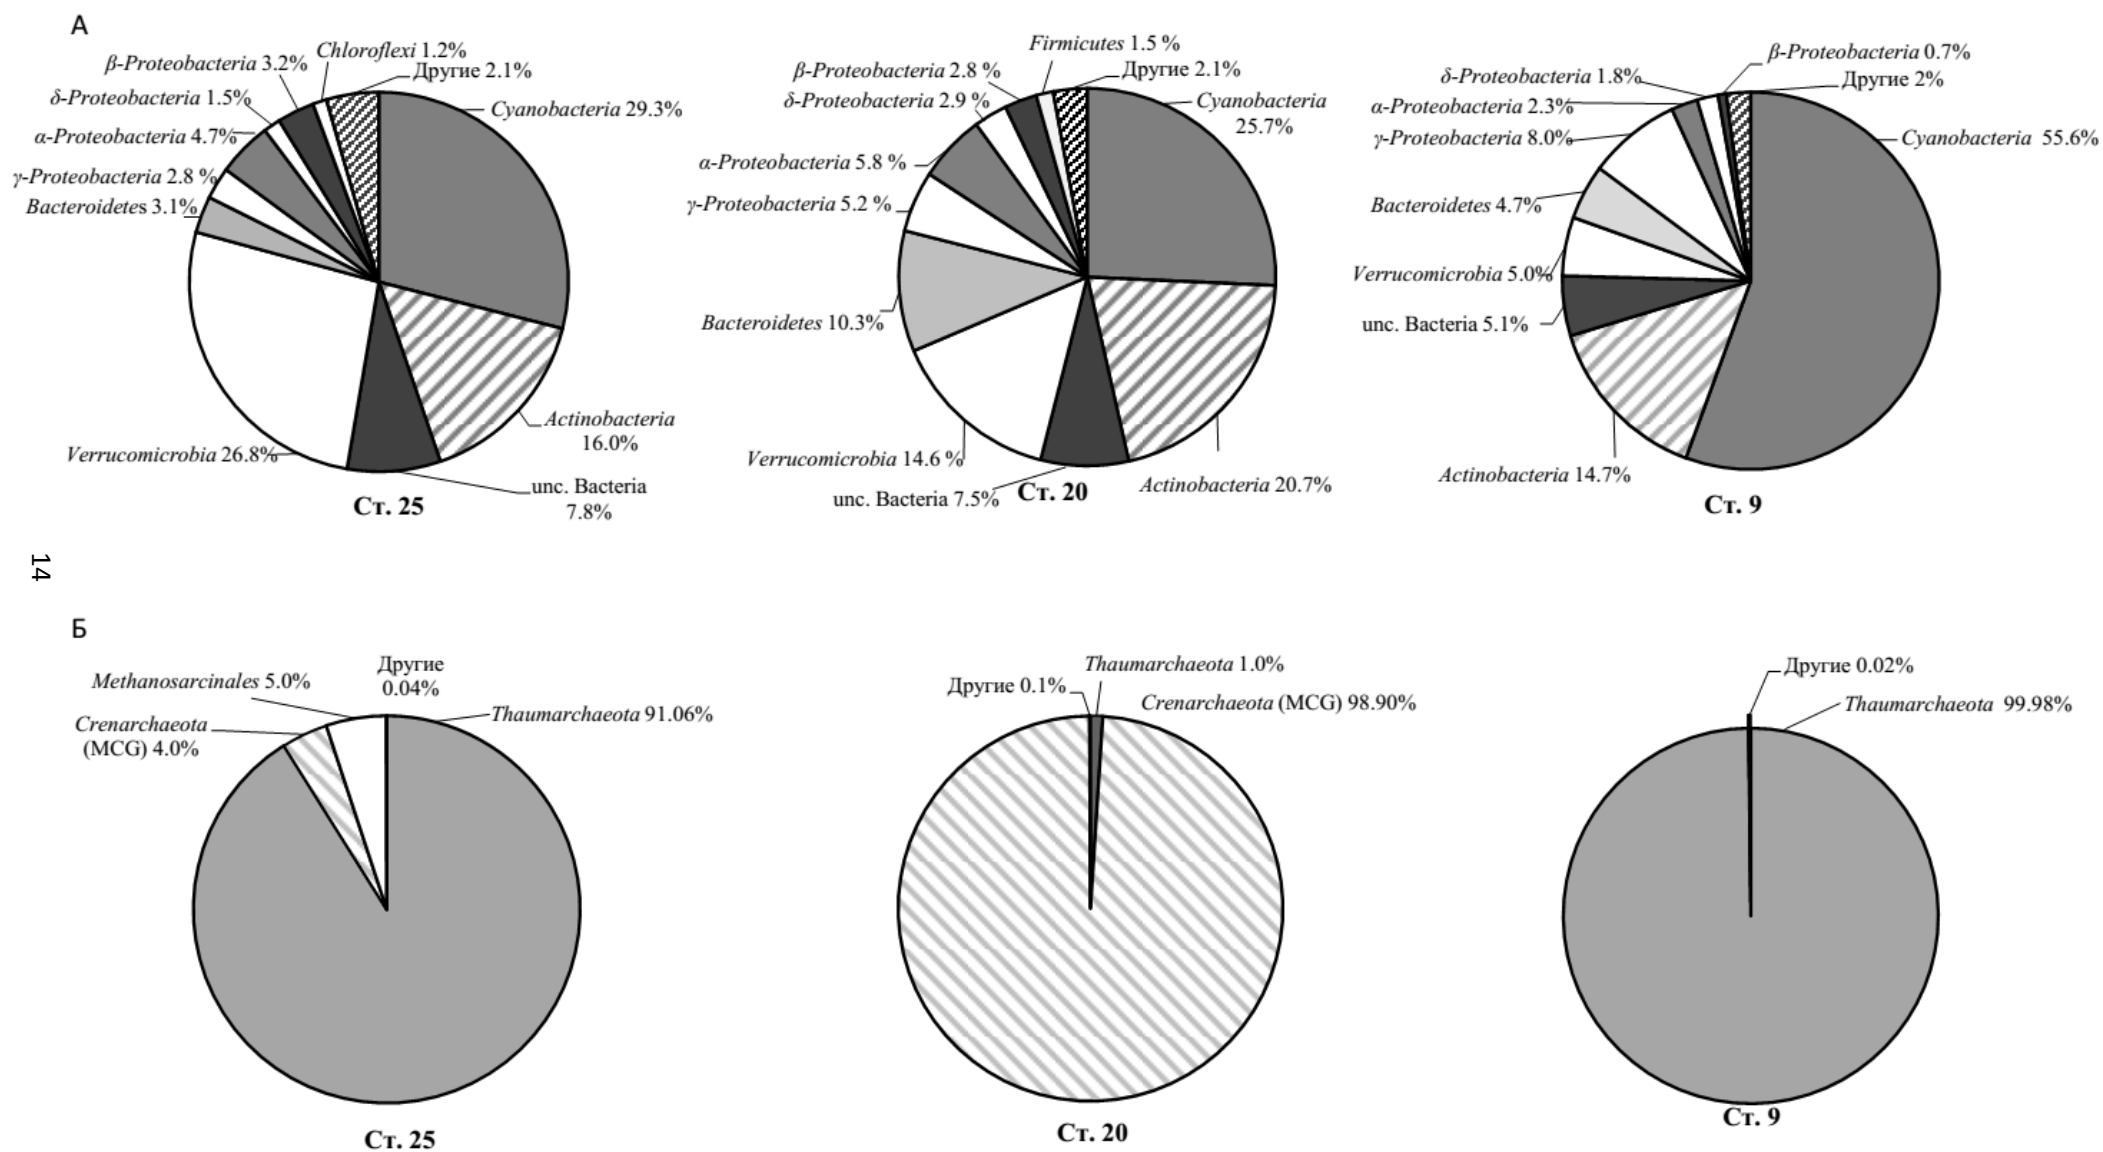 А
Chloroflexi 1.2%
β-Proteobacteria 3.2%
Другие 2.1%
δ-Proteobacteria 1.5%
Cyanobacteria 29.3%
α-Proteobacteria 4.7%
γ-Proteobacteria 2.8 %
Bacteroidetes 3.1%
Verrucomicrobia 26.8%
Actinobacteria
16.0%
unc. Bacteria
7.8%
Ст. 25
Firmicutes 1.5 %
β-Proteobacteria 2.8 %
Другие 2.1%
δ-Proteobacteria 2.9 %
Cyanobacteria
25.7%
α-Proteobacteria 5.8 %
γ-Proteobacteria 5.2 %
Bacteroidetes 10.3%
Verrucomicrobia 14.6 %
unc. Bacteria 7.5%
Actinobacteria 20.7%
Ст. 20
β-Proteobacteria 0.7%
δ-Proteobacteria 1.8%
Другие 2%
α-Proteobacteria 2.3%
γ-Proteobacteria 8.0%
Cyanobacteria 55.6%
Bacteroidetes 4.7%
Verrucomicrobia 5.0%
unc. Bacteria 5.1%
Actinobacteria 14.7%
Ст. 9
14
Б
Другие
0.04%
Methanosarcinales 5.0%
Thaumarchaeota 91.06%
Crenarchaeota
(MCG) 4.0%
Ст. 25
Thaumarchaeota 1.0%
Другие 0.1%
Crenarchaeota (MCG) 98.90%
Ст. 20
Другие 0.02%
Thaumarchaeota 99.98%
Ст. 9